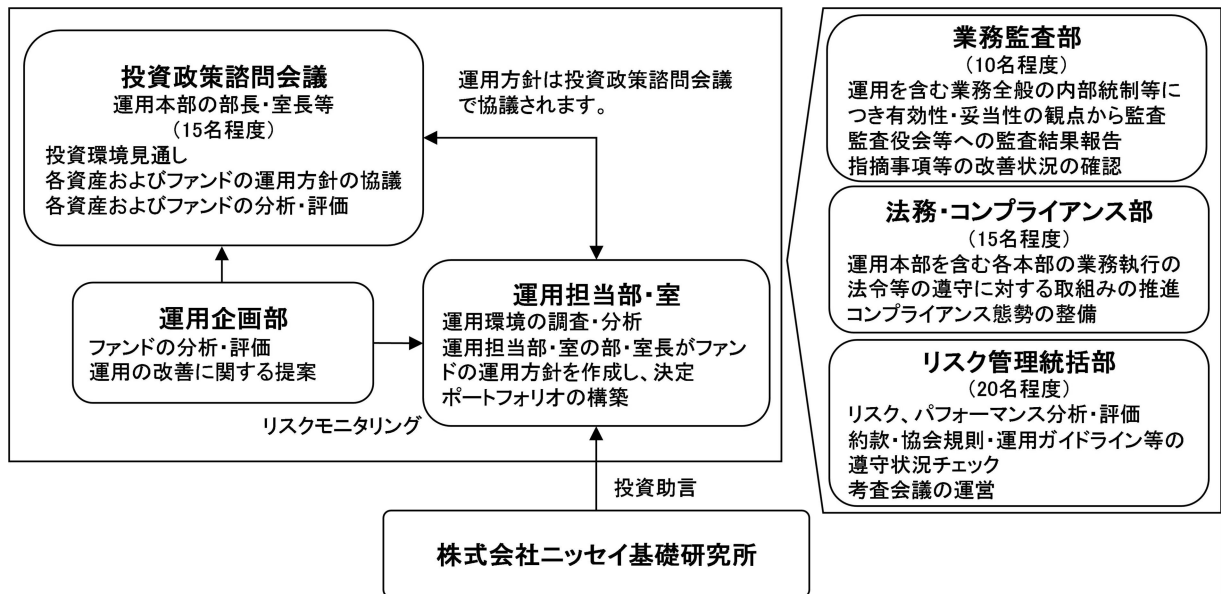 投資政策諮問会議
運用本部の部長・室長等
(15名程度)
投資環境見通し
各資産およびファンドの運用方針の協議
各資産およびファンドの分析・評価
運用方針は投資政策諮問会議
で協議されます。
運用企画部
ファンドの分析・評価
運用の改善に関する提案
リスクモニタリング
運用担当部・室
運用環境の調査・分析
運用担当部・室の部・室長がファン
ドの運用方針を作成し、決定
ポートフォリオの構築
投資助言
株式会社ニッセイ基礎研究所
業務監査部
(10名程度)
運用を含む業務全般の内部統制等に
つき有効性・妥当性の観点から監査
監査役会等への監査結果報告
指摘事項等の改善状況の確認
法務・コンプライアンス部
(15名程度)
運用本部を含む各本部の業務執行の
法令等の遵守に対する取組みの推進
コンプライアンス態勢の整備
リスク管理統括部
(20名程度)
リスク、パフォーマンス分析・評価
約款・協会規則・運用ガイドライン等の
遵守状況チェック
考査会議の運営